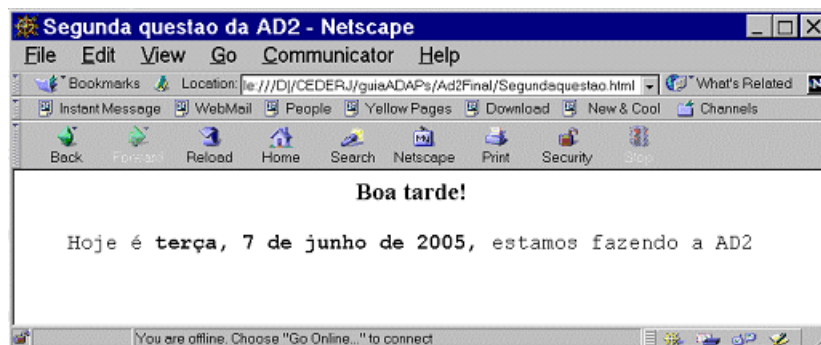 Segunda questao da AD2 - Netscape
File Edit View Go Communicator Help
Bookmarks Location: le:///D|/CEDERJ/guiaADAPs/Ad2Final/Segundaquestao.html What's Related N
Instant Message WebMail People Yellow Pages Download New & Cool Channels
Back Forward Reload Home Search Netscape Print Security Stop
Boa tarde!
Hoje é terça, 7 de junho de 2005, estamos fazendo a AD2
You are offline. Choose "Go Online..." to connect